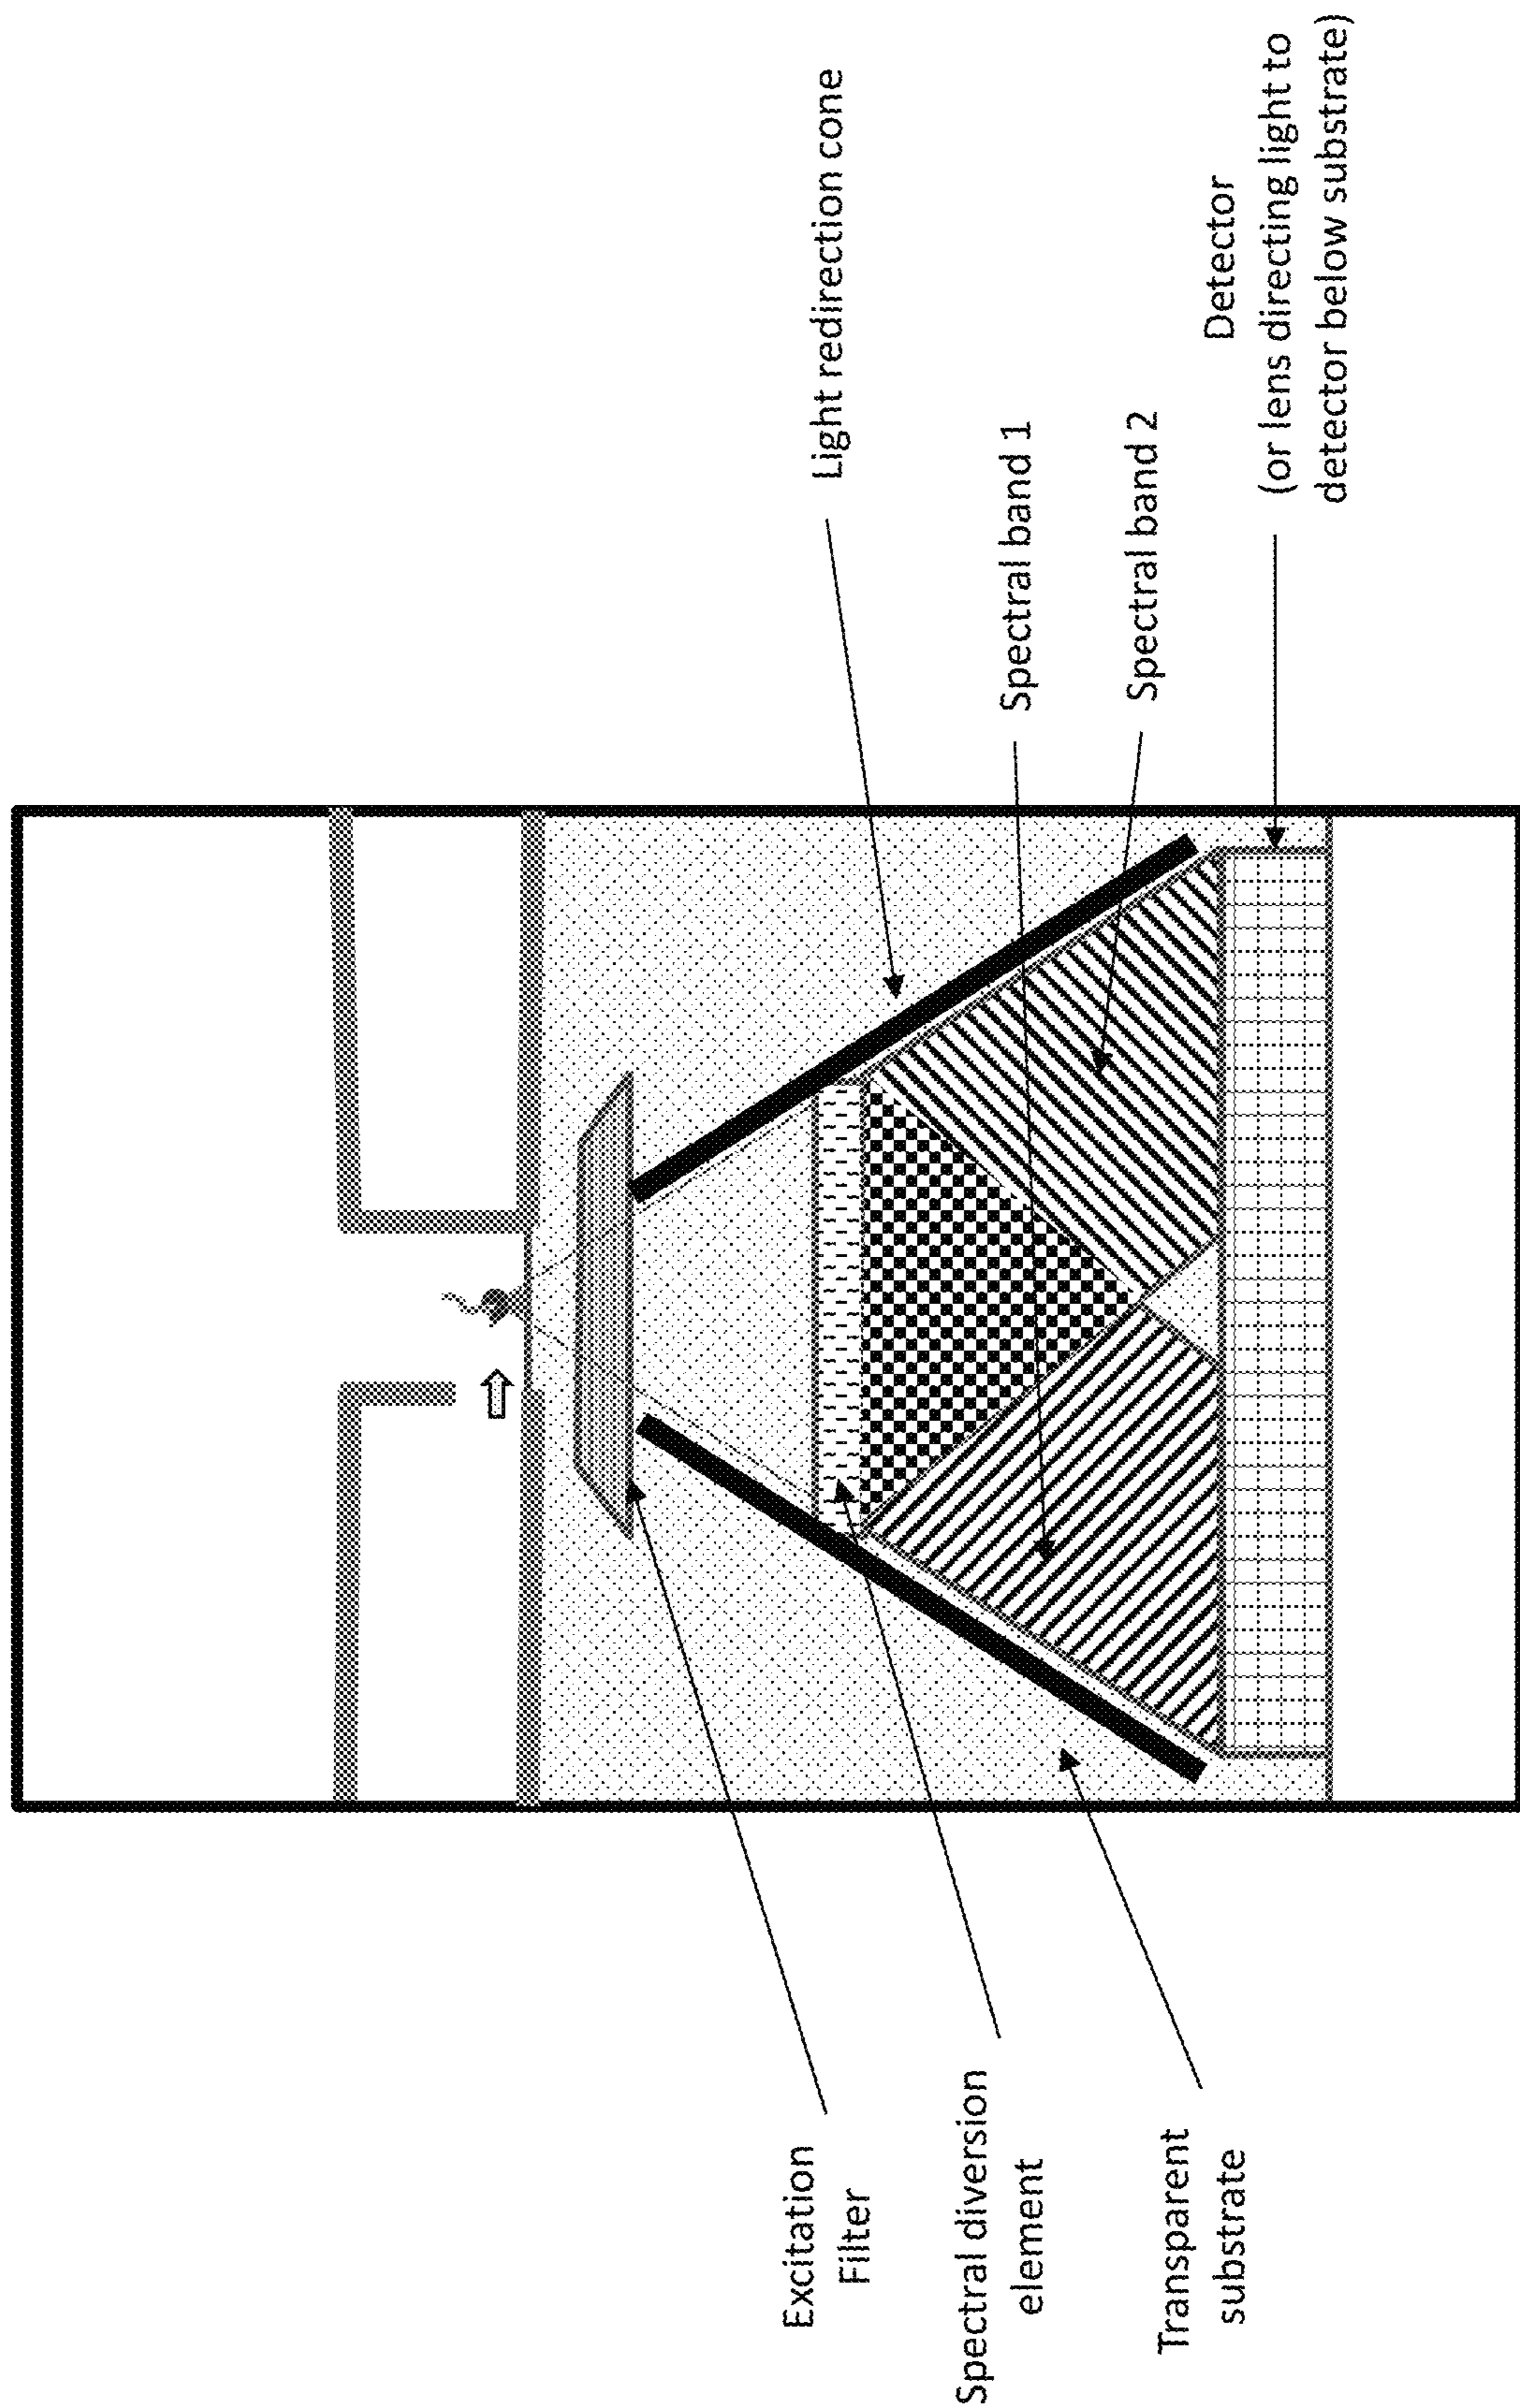 Excitation
Filter
Spectral diversion
element
Transparent
substrate
Light redirection cone
Spectral band 1
Spectral band 2
Detector
(or lens directing light to
detector below substrate)